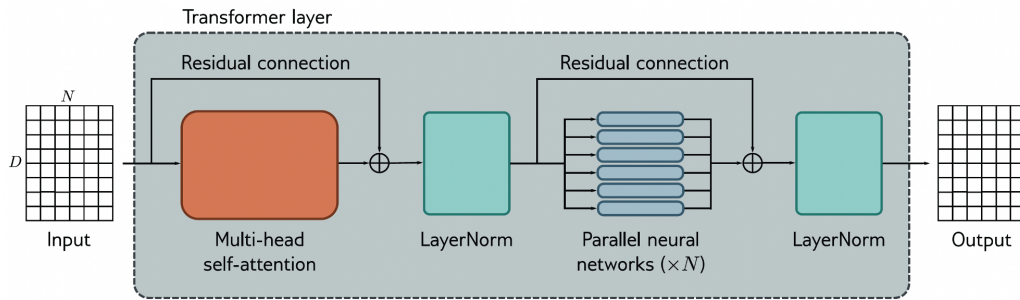 Transformer layer
Residual connection
Residual connection
N
D
Input
Multi-head
self-attention
LayerNorm
Parallel neural
networks (×N)
LayerNorm
Output